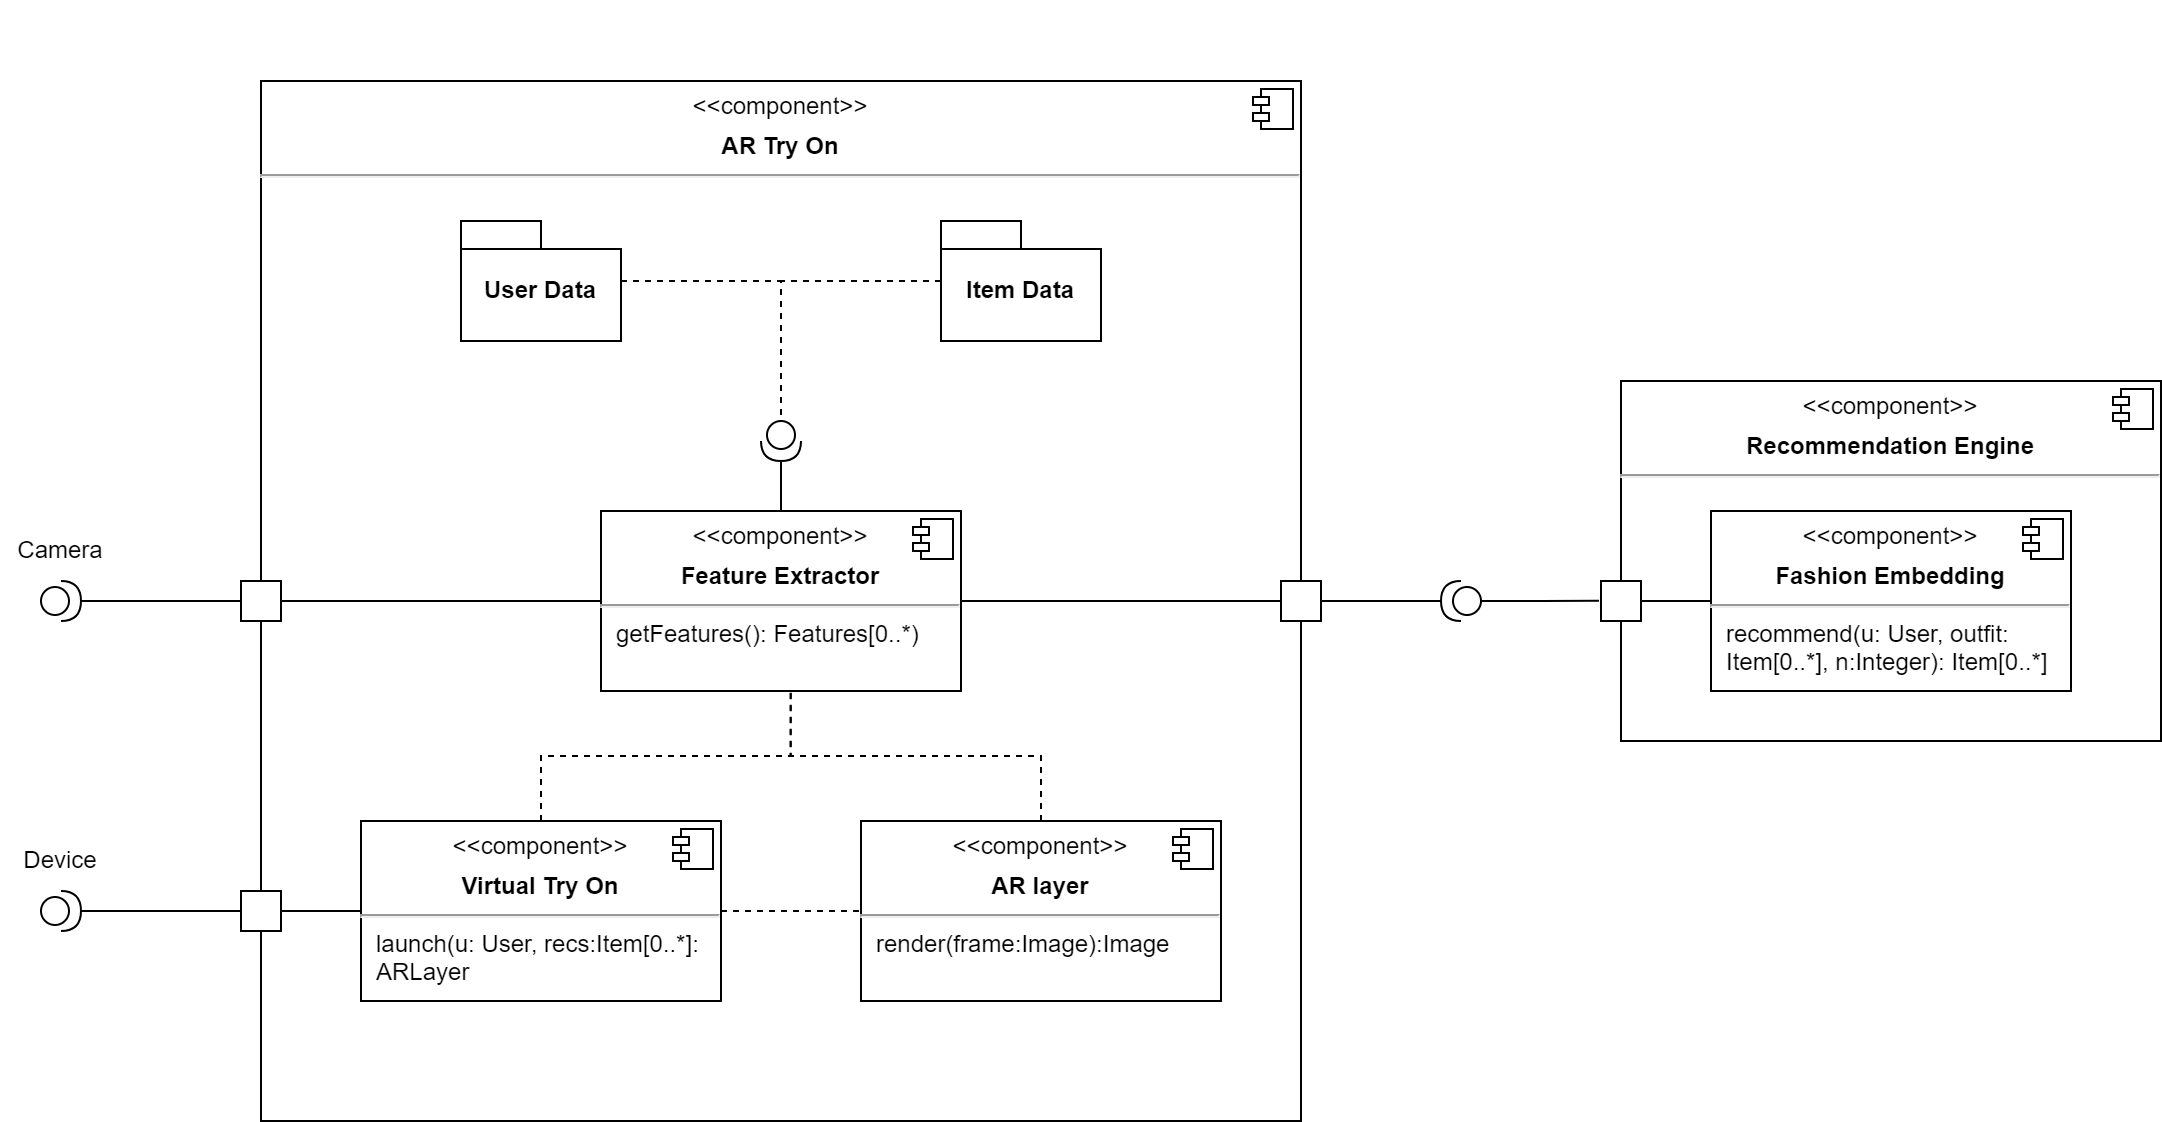 <<component>>
AR Try On
User Data
Item Data
<<component>>
Recommendation Engine
Camera
<<component>>
Feature Extractor
getFeatures(): Features[0..*)
<<component>>
Fashion Embedding
recommend(u: User, outfit:
Item[0..*], n:Integer): Item[0..*]
Device
<<component>>
Virtual Try On
launch(u: User, recs:Item[0..*]:
ARLayer
<<component>>
AR layer
render(frame:Image):Image